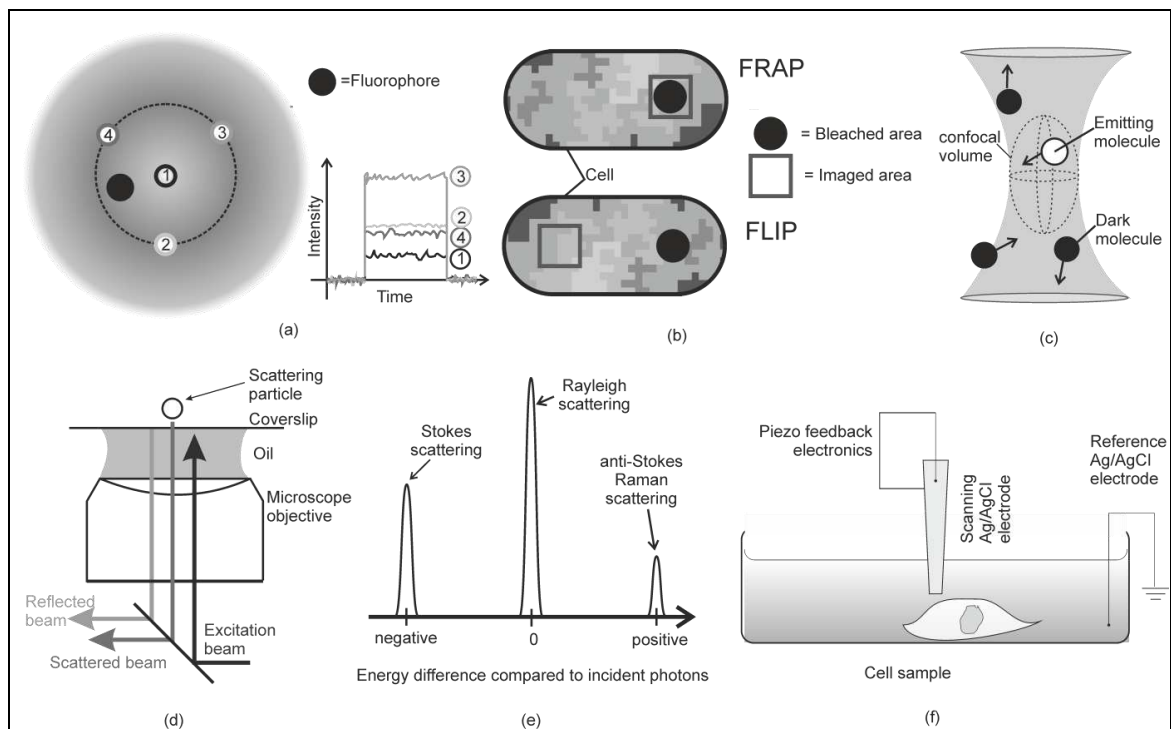 4
3
1
2
=Fluorophore
Intensity
3
2
4
1
Time
(a)
FRAP
= Bleached area
Cell
= Imaged area
FLIP
(b)
confocal
volume
Emitting
molecule
Dark
molecule
(c)
Scattering
particle
Coverslip
Oil
Microscope
objective
Reflected
beam
Scattered beam
Excitation
beam
(d)
Rayleigh
scattering
Stokes
scattering
anti-Stokes
Raman
scattering
negative
0
positive
Energy difference compared to incident photons
(e)
Piezo feedback
electronics
Scanning
Ag/AgCl
electrode
Reference
Ag/AgCl
electrode
Cell sample
(f)